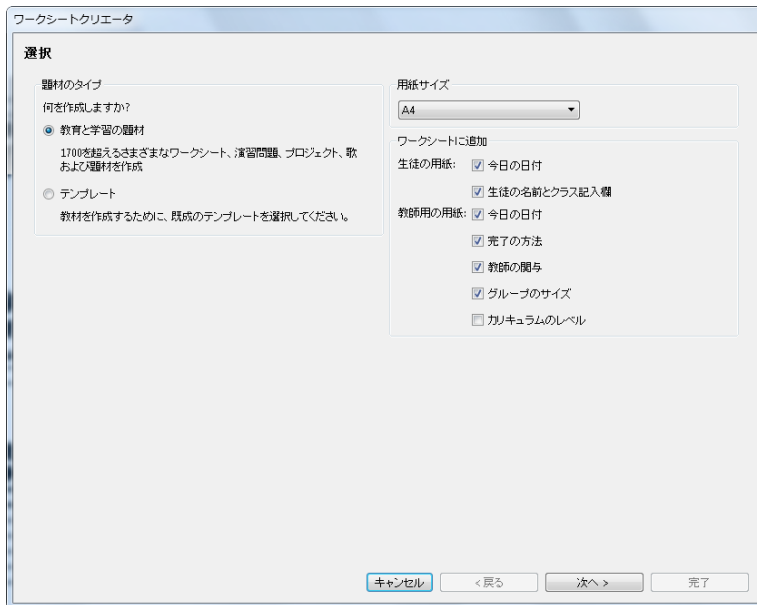 ワークシートクリエータ
選択
題材のタイプ
何を作成しますか?
教育と学習の題材
1700を超えるさまざまなワークシート、演習問題、プロジェクト、歌
および題材を作成
テンプレート
教材を作成するために、既成のテンプレートを選択してください。
用紙サイズ
A4
ワークシートに追加
生徒の用紙: 今日の日付
生徒の名前とクラス記入欄
教師用の用紙: 今日の日付
完了の方法
教師の関与
グループのサイズ
カリキュラムのレベル
キャンセル <戻る 次へ > 完了